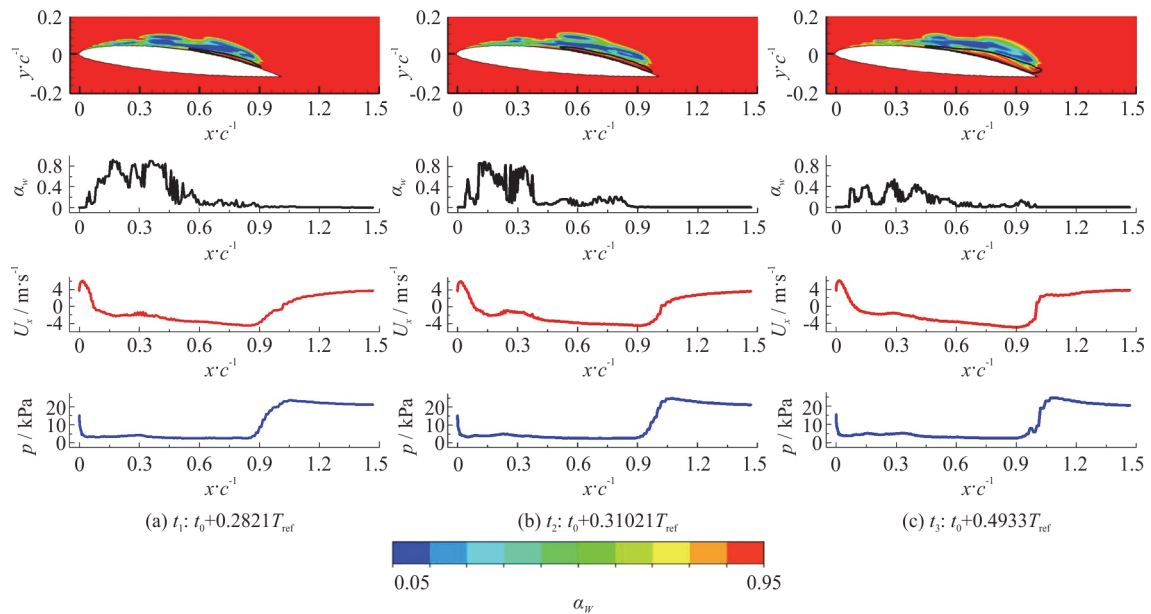 0.2 0.2 0.2
y·c⁻¹ 0 y·c⁻¹ 0 y·c⁻¹ 0
-0.2 -0.2 -0.2
0 0.3 0.6 0.9 1.2 1.5 0 0.3 0.6 0.9 1.2 1.5 0 0.3 0.6 0.9 1.2 1.5
x·c⁻¹ x·c⁻¹ x·c⁻¹
0.8 0.8 0.8
α_w 0.4 α_w 0.4 α_w 0.4
0 0 0
0 0.3 0.6 0.9 1.2 1.5 0 0.3 0.6 0.9 1.2 1.5 0 0.3 0.6 0.9 1.2 1.5
x·c⁻¹ x·c⁻¹ x·c⁻¹
4 4 4
U_x / m·s⁻¹ 0 U_x / m·s⁻¹ 0 U_x / m·s⁻¹ 0
-4 -4 -4
0 0.3 0.6 0.9 1.2 1.5 0 0.3 0.6 0.9 1.2 1.5 0 0.3 0.6 0.9 1.2 1.5
x·c⁻¹ x·c⁻¹ x·c⁻¹
20 20 20
p / kPa 10 p / kPa 10 p / kPa 10
0 0 0
0 0.3 0.6 0.9 1.2 1.5 0 0.3 0.6 0.9 1.2 1.5 0 0.3 0.6 0.9 1.2 1.5
x·c⁻¹ x·c⁻¹ x·c⁻¹
(a) t₁: t₀+0.2821T_ref (b) t₂: t₀+0.31021T_ref (c) t₃: t₀+0.4933T_ref
0.05 0.95
α_W